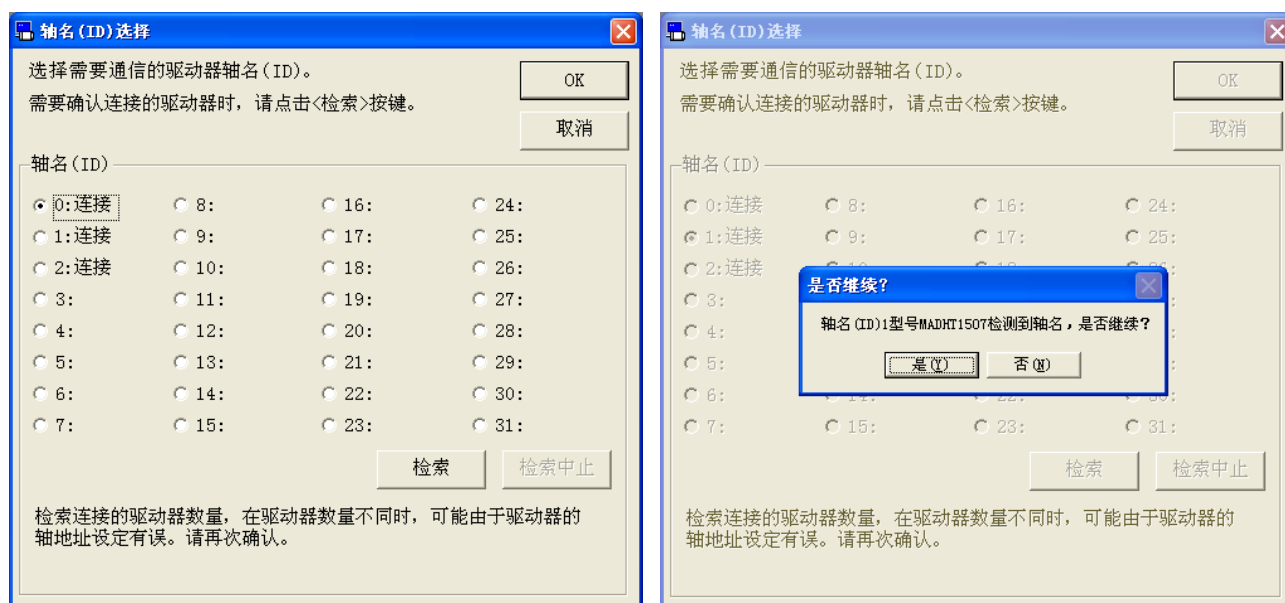 轴名(ID)选择
选择需要通信的驱动器轴名(ID)。
需要确认连接的驱动器时，请点击<检索>按键。
OK
取消
轴名(ID)
0:连接 8: 16: 24:
1:连接 9: 17: 25:
2:连接 10: 18: 26:
3: 11: 19: 27:
4: 12: 20: 28:
5: 13: 21: 29:
6: 14: 22: 30:
7: 15: 23: 31:
检索 检索中止
检索连接的驱动器数量，在驱动器数量不同时，可能由于驱动器的
轴地址设定有误。请再次确认。
轴名(ID)选择
选择需要通信的驱动器轴名(ID)。
需要确认连接的驱动器时，请点击<检索>按键。
OK
取消
轴名(ID)
0:连接 8: 16: 24:
1:连接 9: 17: 25:
2:连接
3:
4:
5:
6:
7: 15: 23: 31:
是否继续?
轴名(ID)1型号MADHT1507检测到轴名，是否继续?
是(Y) 否(N)
检索 检索中止
检索连接的驱动器数量，在驱动器数量不同时，可能由于驱动器的
轴地址设定有误。请再次确认。